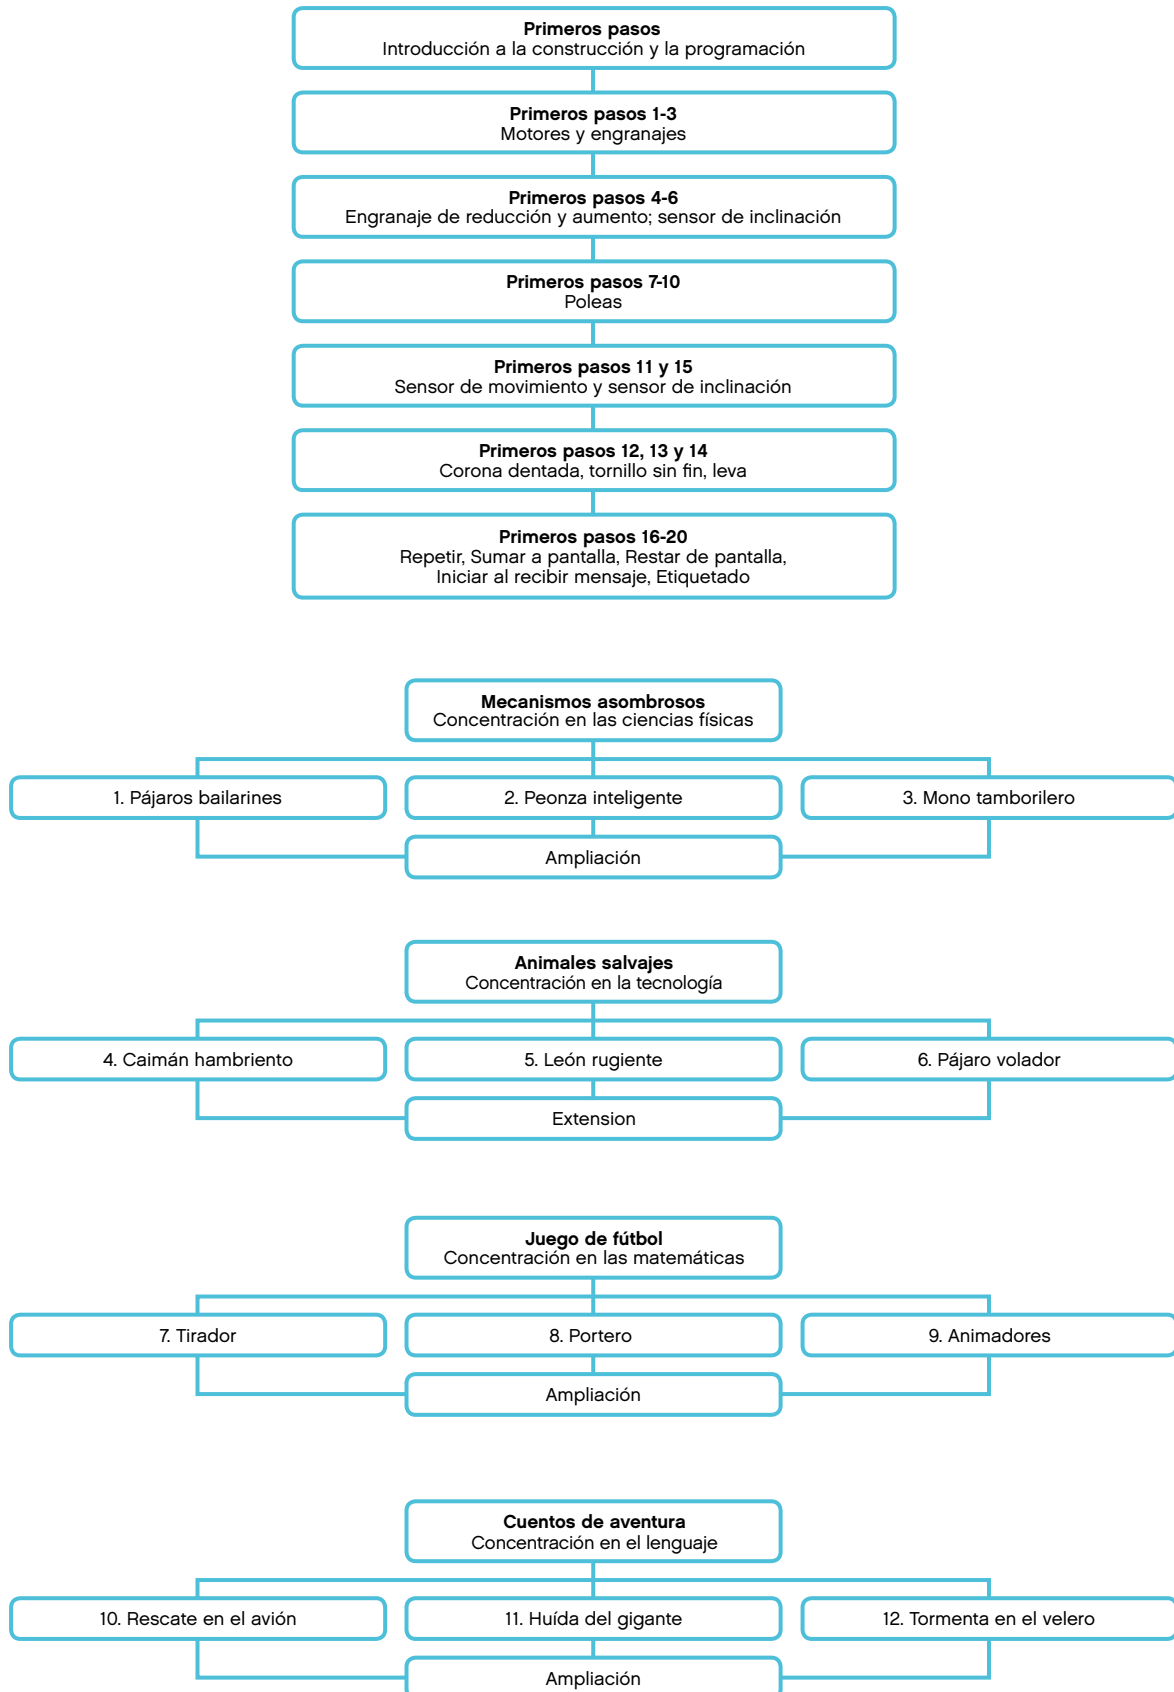 Primeros pasos
Introducción a la construcción y la programación
Primeros pasos 1-3
Motores y engranajes
Primeros pasos 4-6
Engranaje de reducción y aumento; sensor de inclinación
Primeros pasos 7-10
Poleas
Primeros pasos 11 y 15
Sensor de movimiento y sensor de inclinación
Primeros pasos 12, 13 y 14
Corona dentada, tornillo sin fin, leva
Primeros pasos 16-20
Repetir, Sumar a pantalla, Restar de pantalla,
Iniciar al recibir mensaje, Etiquetado
Mecanismos asombrosos
Concentración en las ciencias físicas
1. Pájaros bailarines
2. Peonza inteligente
3. Mono tamborilero
Ampliación
Animales salvajes
Concentración en la tecnología
4. Caimán hambriento
5. León rugiente
6. Pájaro volador
Extension
Juego de fútbol
Concentración en las matemáticas
7. Tirador
8. Portero
9. Animadores
Ampliación
Cuentos de aventura
Concentración en el lenguaje
10. Rescate en el avión
11. Huída del gigante
12. Tormenta en el velero
Ampliación